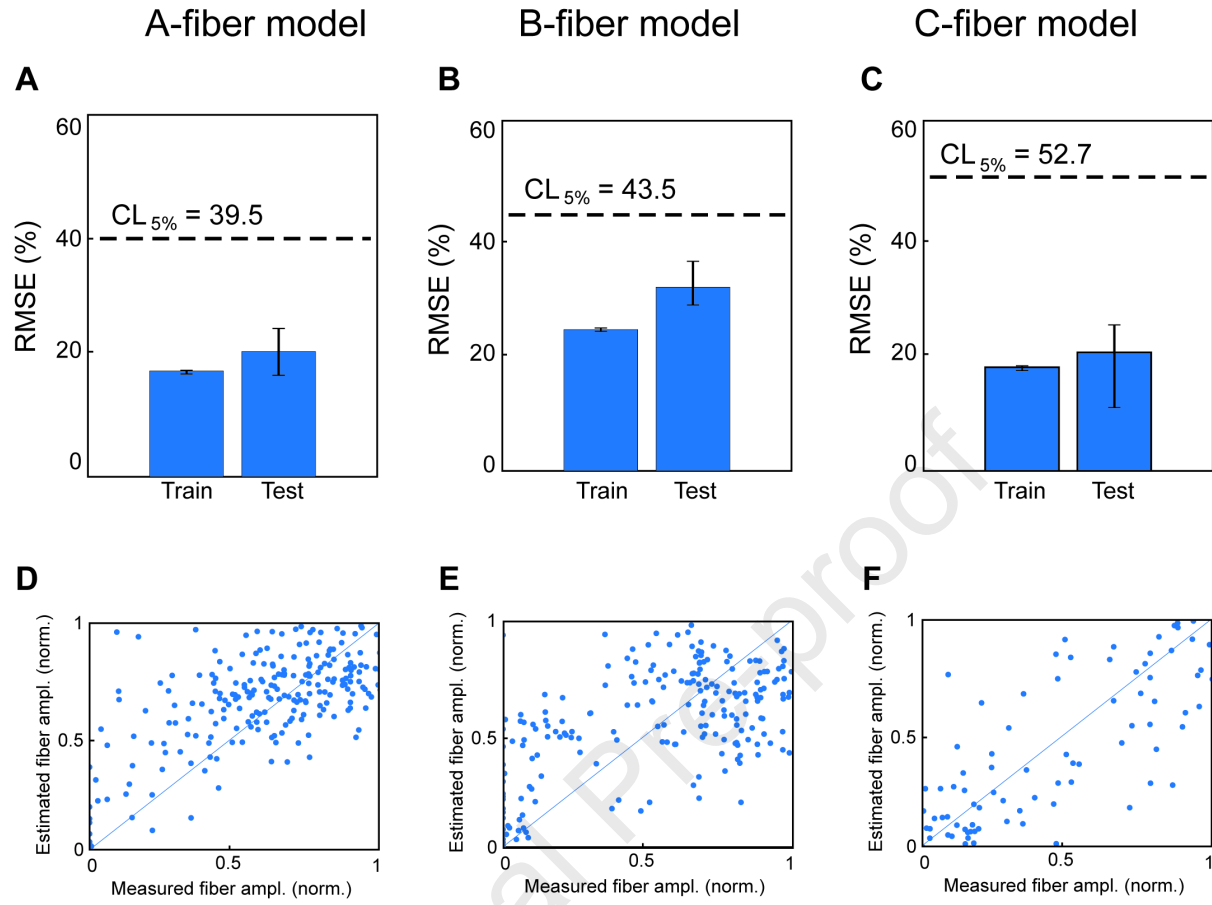 A-fiber model
B-fiber model
C-fiber model
A
60
40
20
0
RMSE (%)
CL 5% = 39.5
Train
Test
B
60
40
20
0
RMSE (%)
CL 5% = 43.5
Train
Test
C
60
40
20
0
RMSE (%)
CL 5% = 52.7
Train
Test
D
1
0.5
0
Estimated fiber ampl. (norm.)
0
0.5
1
Measured fiber ampl. (norm.)
E
1
0.5
0
Estimated fiber ampl. (norm.)
0
0.5
1
Measured fiber ampl. (norm.)
F
1
0.5
0
Estimated fiber ampl. (norm.)
0
0.5
1
Measured fiber ampl. (norm.)
al Pre-proof